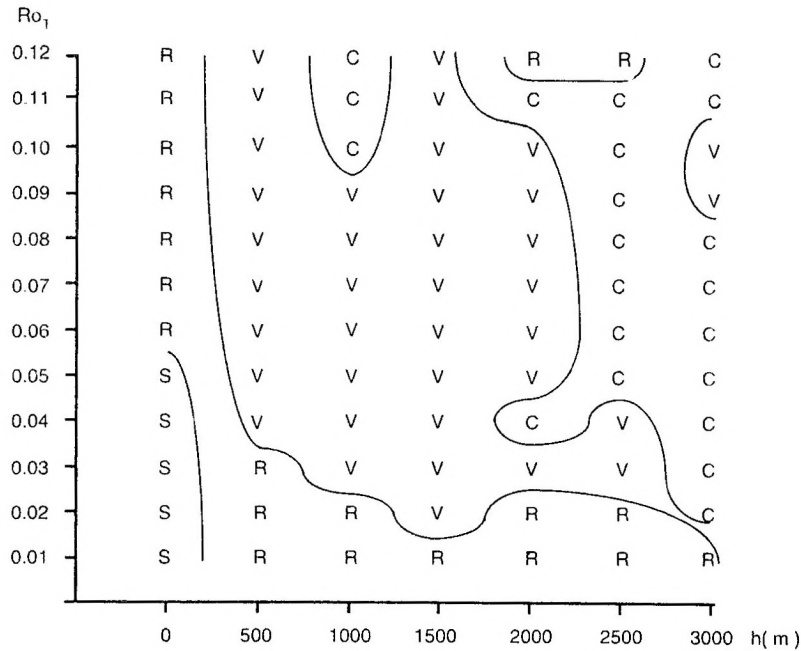 Ro₁
0.12 R V C V R R C
0.11 R V C V C C C
0.10 R V C V V C V
0.09 R V V V V C V
0.08 R V V V V C C
0.07 R V V V V C C
0.06 R V V V V C C
0.05 S V V V V C C
0.04 S V V V C V C
0.03 S R V V V V C
0.02 S R R V R R C
0.01 S R R R R R R
0 500 1000 1500 2000 2500 3000 h(m)